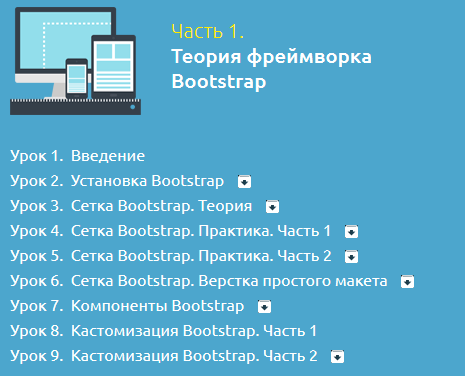 Часть 1.
Теория фреймворка
Bootstrap
Урок 1. Введение
Урок 2. Установка Bootstrap
Урок 3. Сетка Bootstrap. Теория
Урок 4. Сетка Bootstrap. Практика. Часть 1
Урок 5. Сетка Bootstrap. Практика. Часть 2
Урок 6. Сетка Bootstrap. Верстка простого макета
Урок 7. Компоненты Bootstrap
Урок 8. Кастомизация Bootstrap. Часть 1
Урок 9. Кастомизация Bootstrap. Часть 2